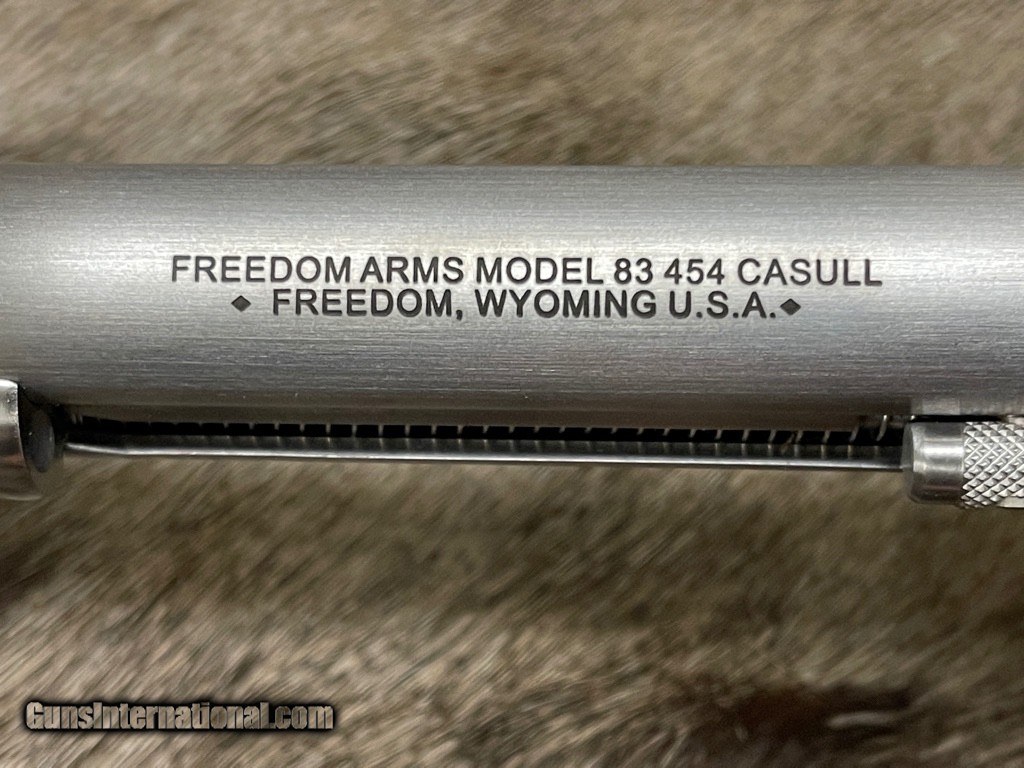 FREEDOM ARMS MODEL 83 454 CASULL
◆ FREEDOM, WYOMING U.S.A. ◆
GunsInternational.com